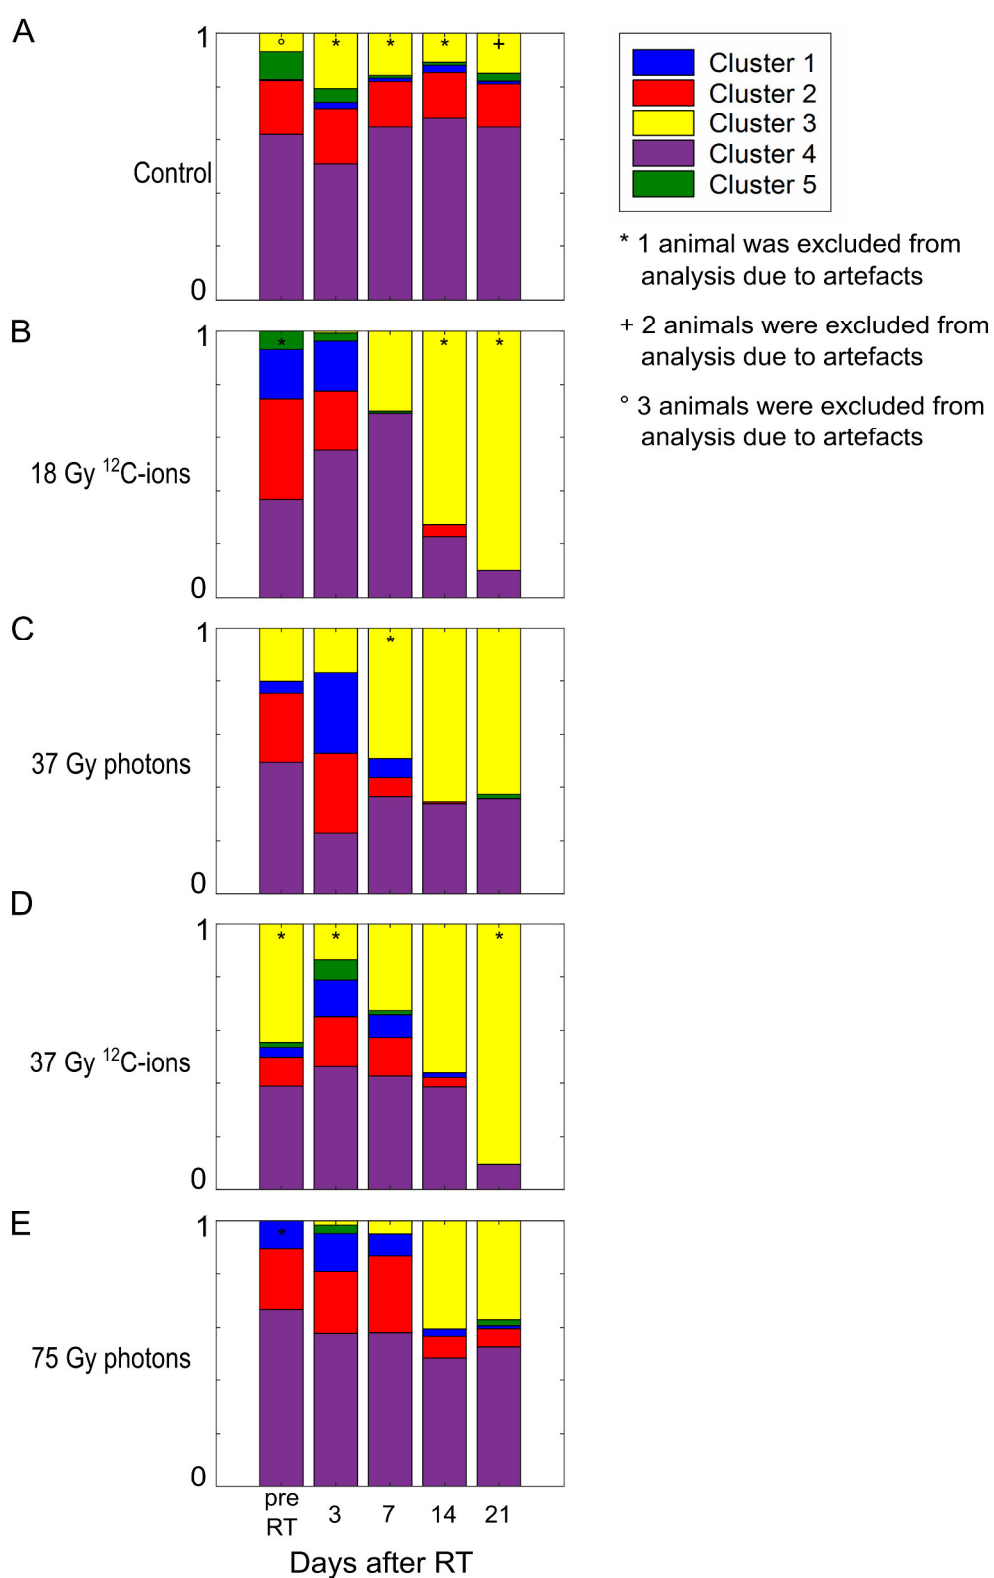 A
1
°
*
*
*
+
Control
0
Cluster 1
Cluster 2
Cluster 3
Cluster 4
Cluster 5
* 1 animal was excluded from
analysis due to artefacts
+ 2 animals were excluded from
analysis due to artefacts
° 3 animals were excluded from
analysis due to artefacts
B
1
*
*
*
18 Gy ¹²C-ions
0
C
1
*
37 Gy photons
0
D
1
*
*
*
37 Gy ¹²C-ions
0
E
1
*
75 Gy photons
0
pre
RT
3
7
14
21
Days after RT